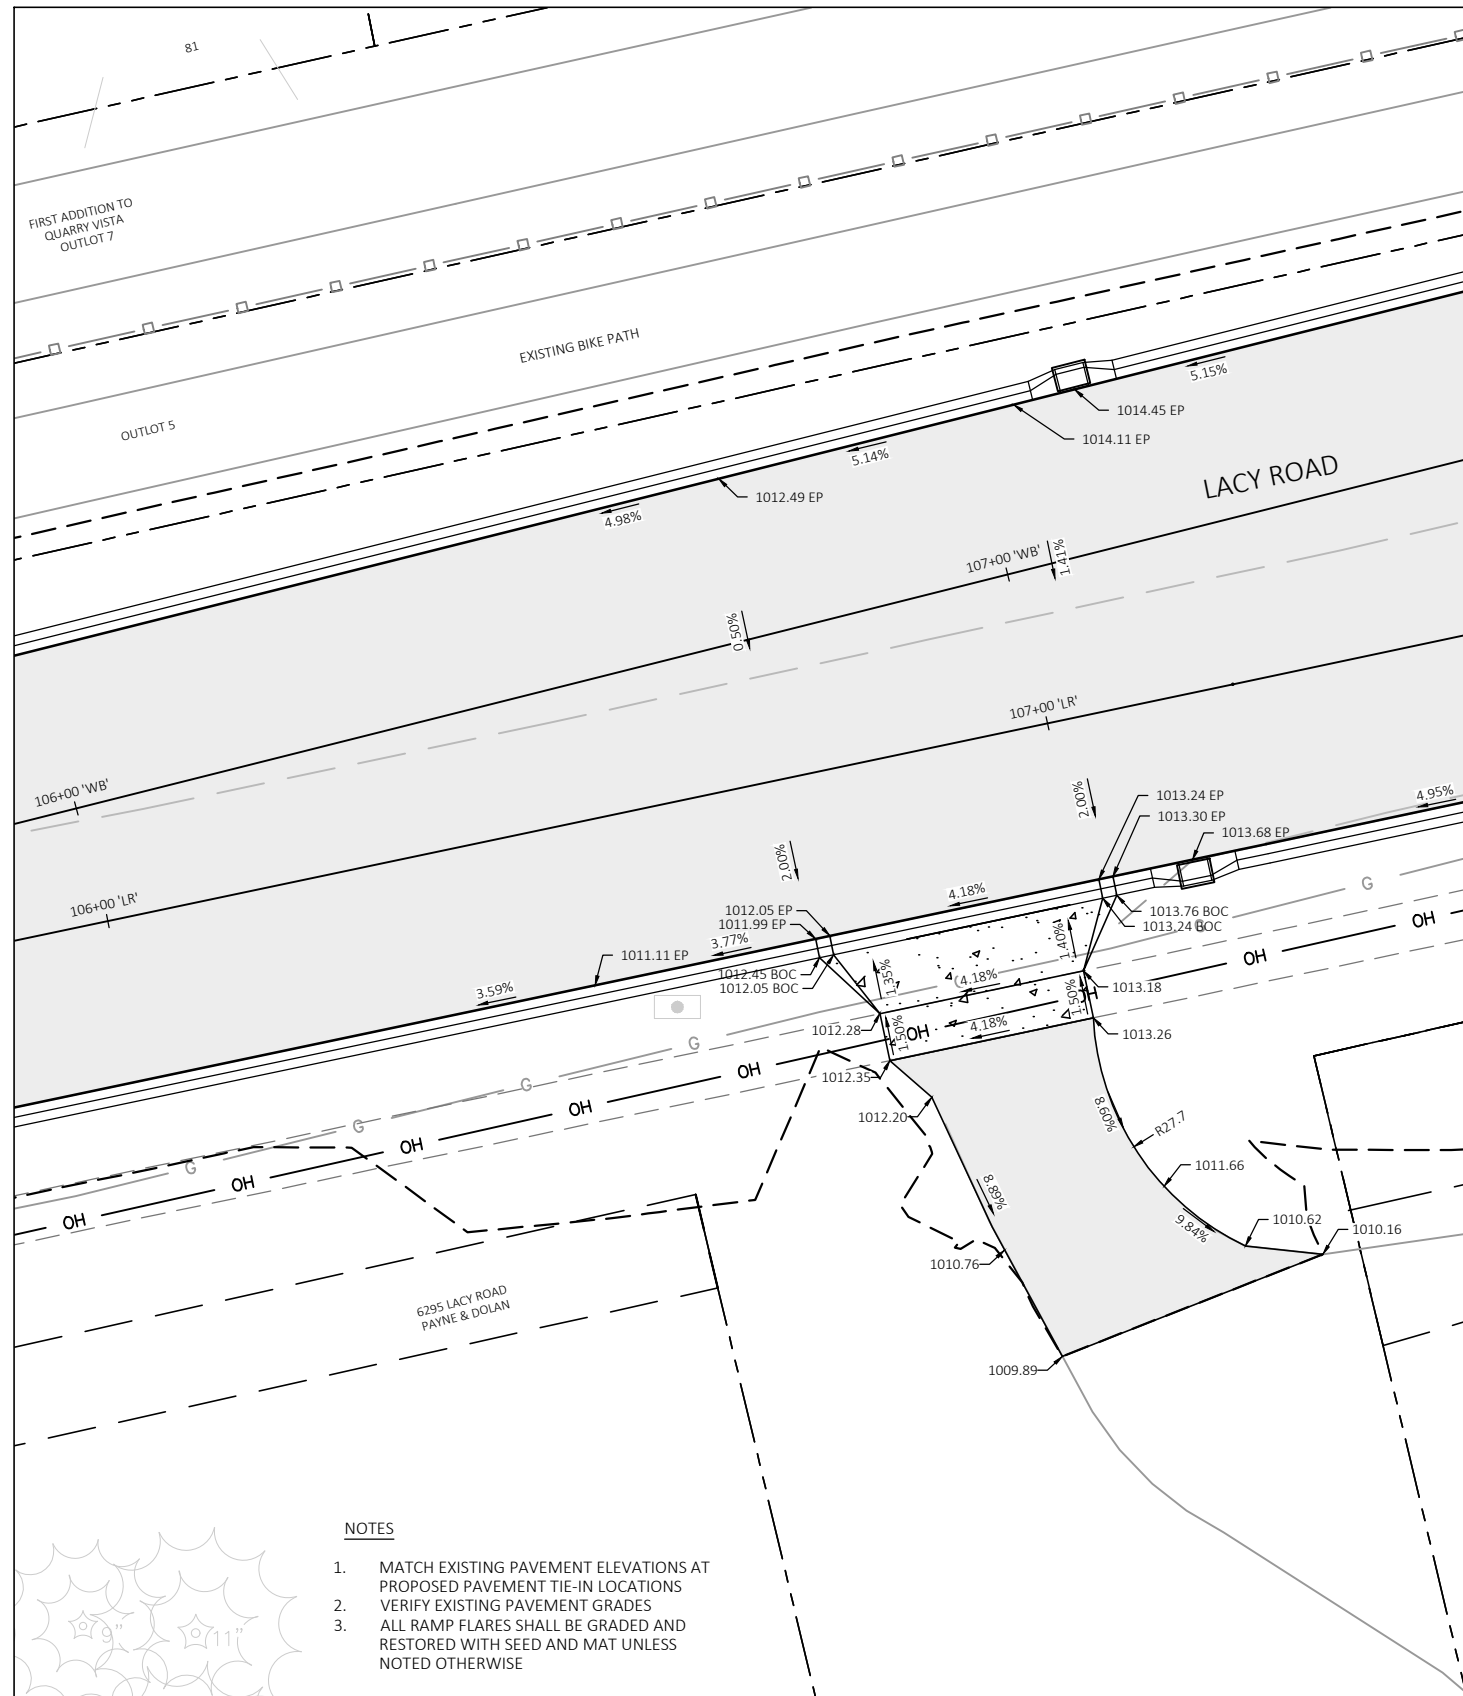 81
FIRST ADDITION TO
QUARRY VISTA
OUTLOT 7
EXISTING BIKE PATH
OUTLOT 5
5.15%
1014.45 EP
1014.11 EP
5.14%
LACY ROAD
1012.49 EP
4.98%
107+00 'WB'
1.41%
0.50%
107+00 'LR'
106+00 'WB'
2.00%
1013.24 EP
1013.30 EP
1013.68 EP
4.95%
2.00%
106+00 'LR'
4.18%
G
OH
1012.05 EP
1011.99 EP
3.77%
1013.76 BOC
1013.24 BOC
G
1.40%
OH
1011.11 EP
1012.45 BOC
1012.05 BOC
1.35%
(4.18%
1013.18
3.59%
1.50%
OH
1012.28
1.50%
OH
4.18%
1013.26
G
OH
1012.35
G
OH
1012.20
8.60%
R27.7
G
OH
1011.66
G
OH
8.89%
OH
9.84%
1010.62
1010.16
1010.76
6295 LACY ROAD
PAYNE & DOLAN
1009.89
NOTES
1. MATCH EXISTING PAVEMENT ELEVATIONS AT
PROPOSED PAVEMENT TIE-IN LOCATIONS
2. VERIFY EXISTING PAVEMENT GRADES
3. ALL RAMP FLARES SHALL BE GRADED AND
RESTORED WITH SEED AND MAT UNLESS
NOTED OTHERWISE
9"
11"